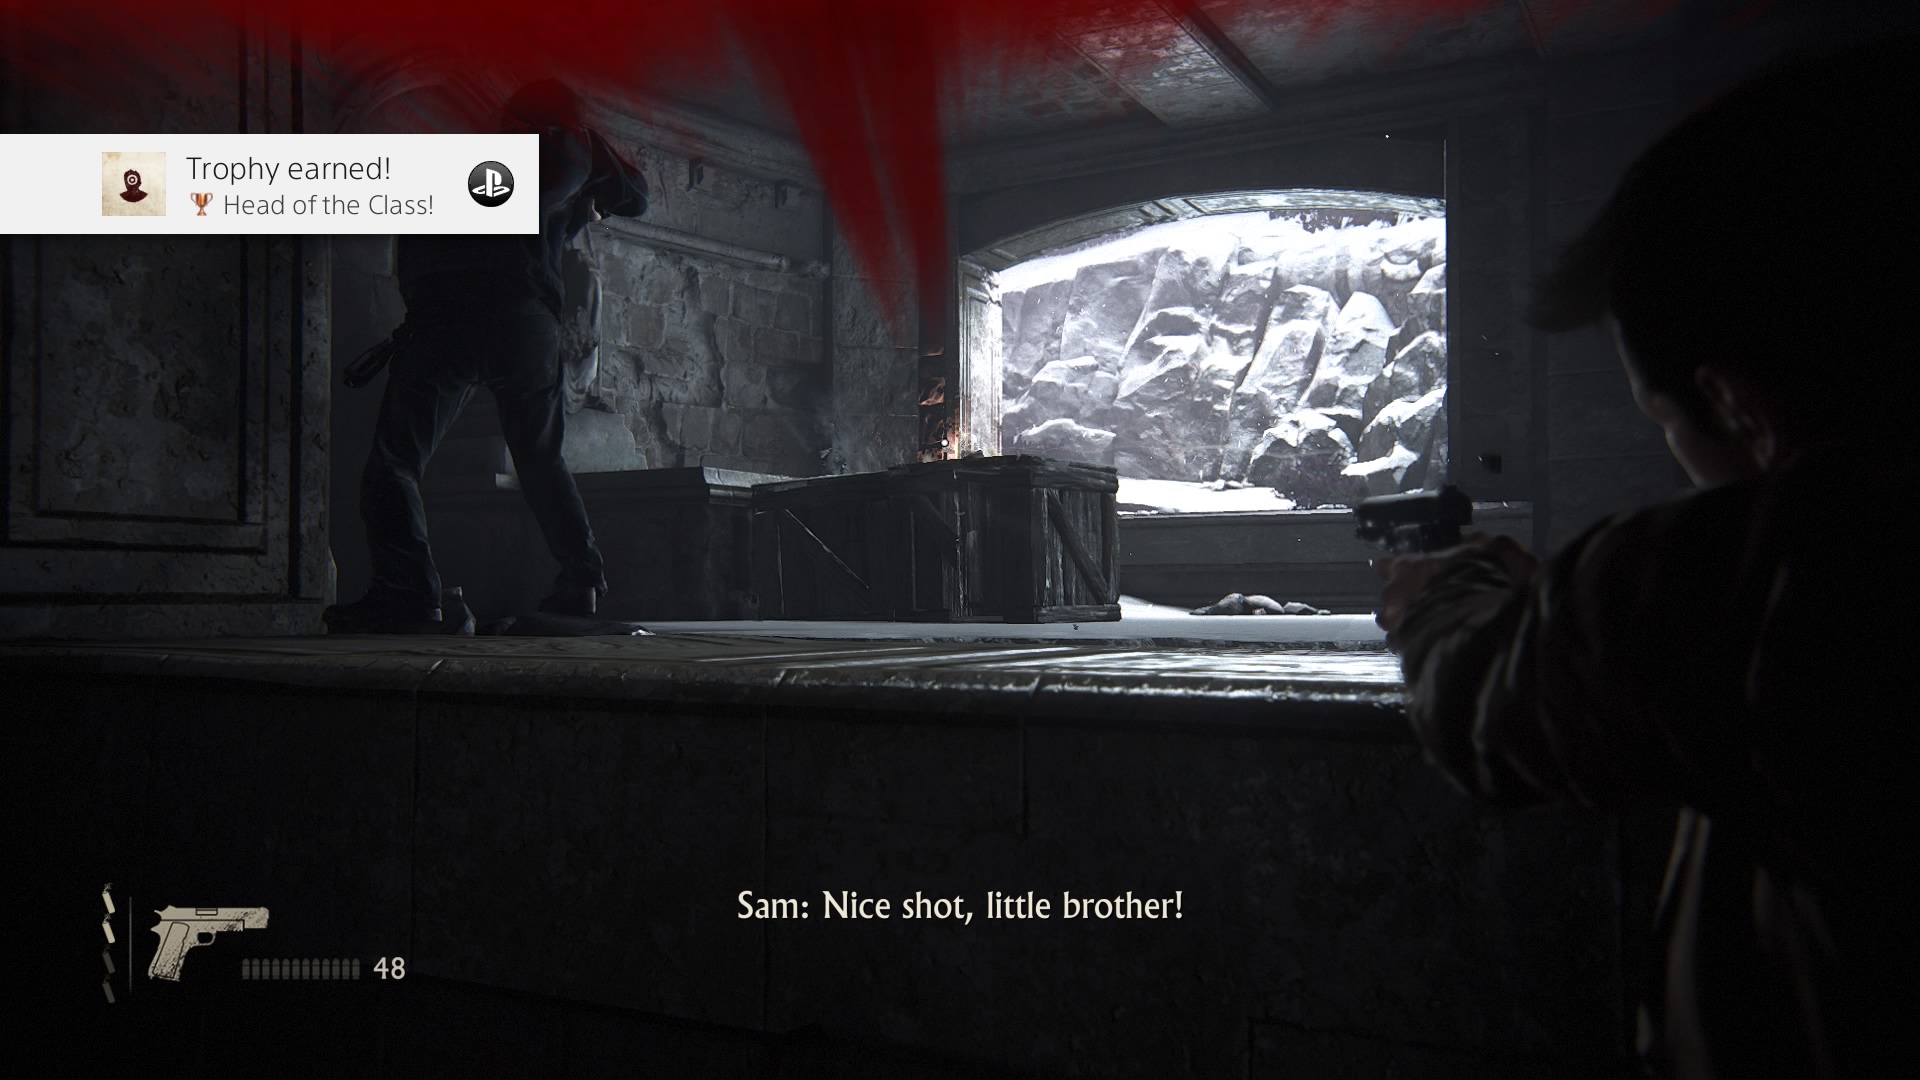 Trophy earned!
Head of the Class!
Sam: Nice shot, little brother!
48